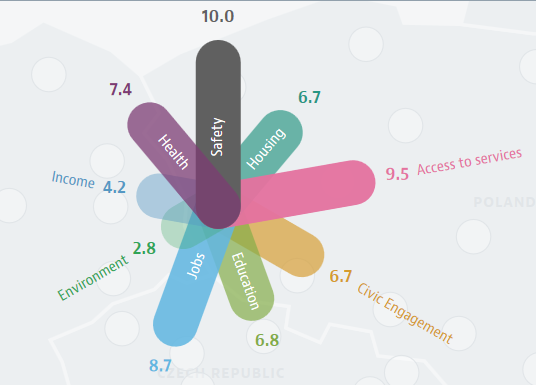 10.0
Safety
6.7
Housing
9.5 Access to services
6.7 Civic Engagement
6.8
Education
8.7
Jobs
2.8
Environment
Income 4.2
7.4
Health
POLAND
CZECH REPUBLIC